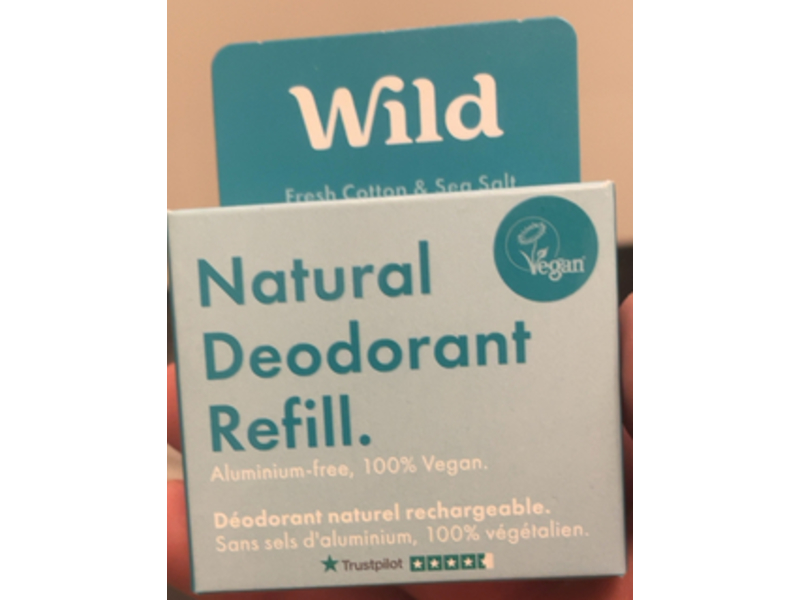 Wild
Fresh Cotton & Sea Salt
Vegan
Natural
Deodorant
Refill.
Aluminium-free, 100% Vegan.
Déodorant naturel rechargeable.
Sans sels d'aluminium, 100% végétalien.
Trustpilot